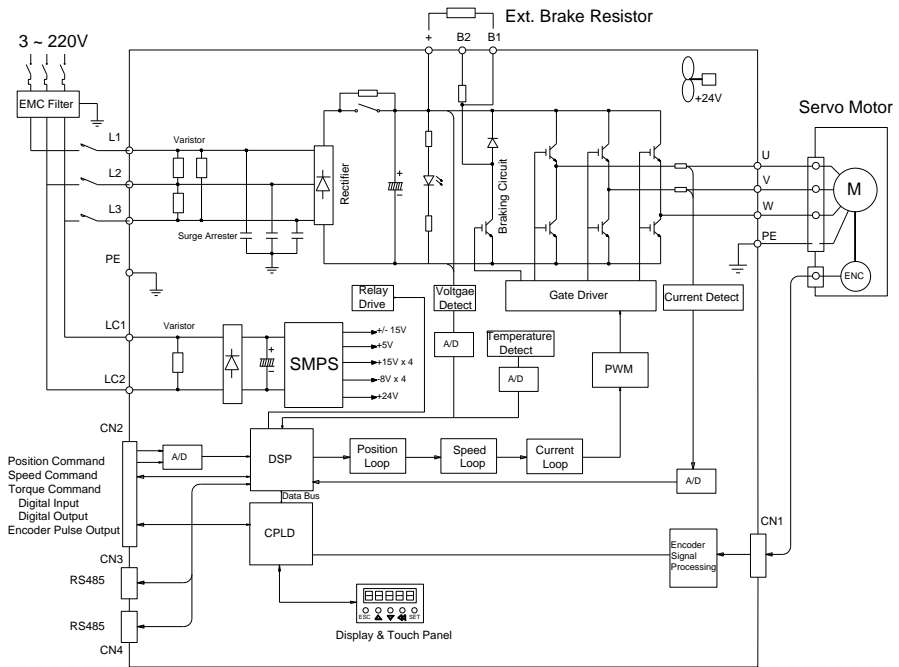 Ext. Brake Resistor
3 ~ 220V
+
B2
B1
EMC Filter
+24V
Servo Motor
L1
Varistor
L2
L3
Surge Arrester
Rectifier
+
−
Braking Circuit
U
V
W
PE
M
ENC
PE
Relay
Drive
Voltgae
Detect
Gate Driver
Current Detect
LC1
Varistor
+
−
SMPS
+/- 15V
+5V
+15V x 4
-8V x 4
+24V
A/D
Temperature
Detect
A/D
PWM
LC2
CN2
Position Command
Speed Command
Torque Command
Digital Input
Digital Output
Encoder Pulse Output
A/D
DSP
Position
Loop
Speed
Loop
Current
Loop
A/D
Data Bus
CPLD
CN1
Encoder
Signal
Processing
CN3
RS485
RS485
CN4
ESC
SET
Display & Touch Panel